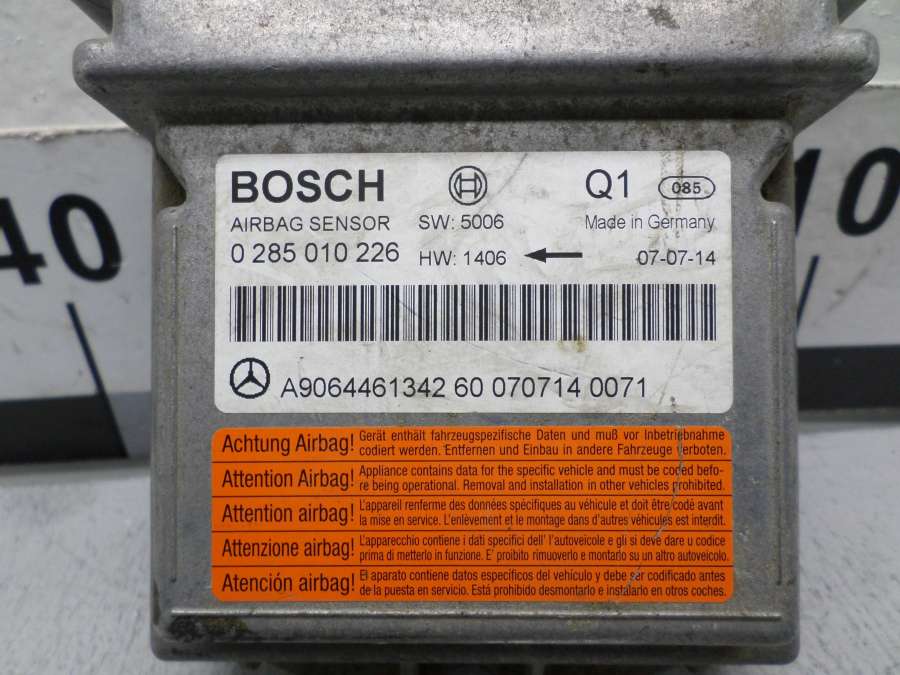 40
10
BOSCH Q1 085
AIRBAG SENSOR SW: 5006 Made in Germany
0 285 010 226 HW: 1406 07-07-14
A9064461342 60 070714 0071
Achtung Airbag! Gerät enthält fahrzeugspezifische Daten und muß vor Inbetriebnahme
codiert werden. Entfernen und Einbau in andere Fahrzeuge verboten.
Attention Airbag! Appliance contains data for the specific vehicle and must be coded befo-
re being operational. Removal and installation in other vehicles prohibited.
Attention airbag! L'appareil renferme des données spécifiques au véhicule et doit être codé avant
la mise en service. L'enlèvement et le montage dans d'autres véhicules est interdit.
Attenzione airbag! L'apparecchio contiene i dati specifici dell' l'autoveicole e gli si deve dare u codice
prima di metterlo in funzione. E' proibito rimuoverlo e montarlo su un altro autoveicolo.
Atención airbag! El aparato contiene datos especificos del vehículo y debe ser codificado antes
de la puesta en servicio. Está prohibido desmontarlo e instalarlo en otros coches.